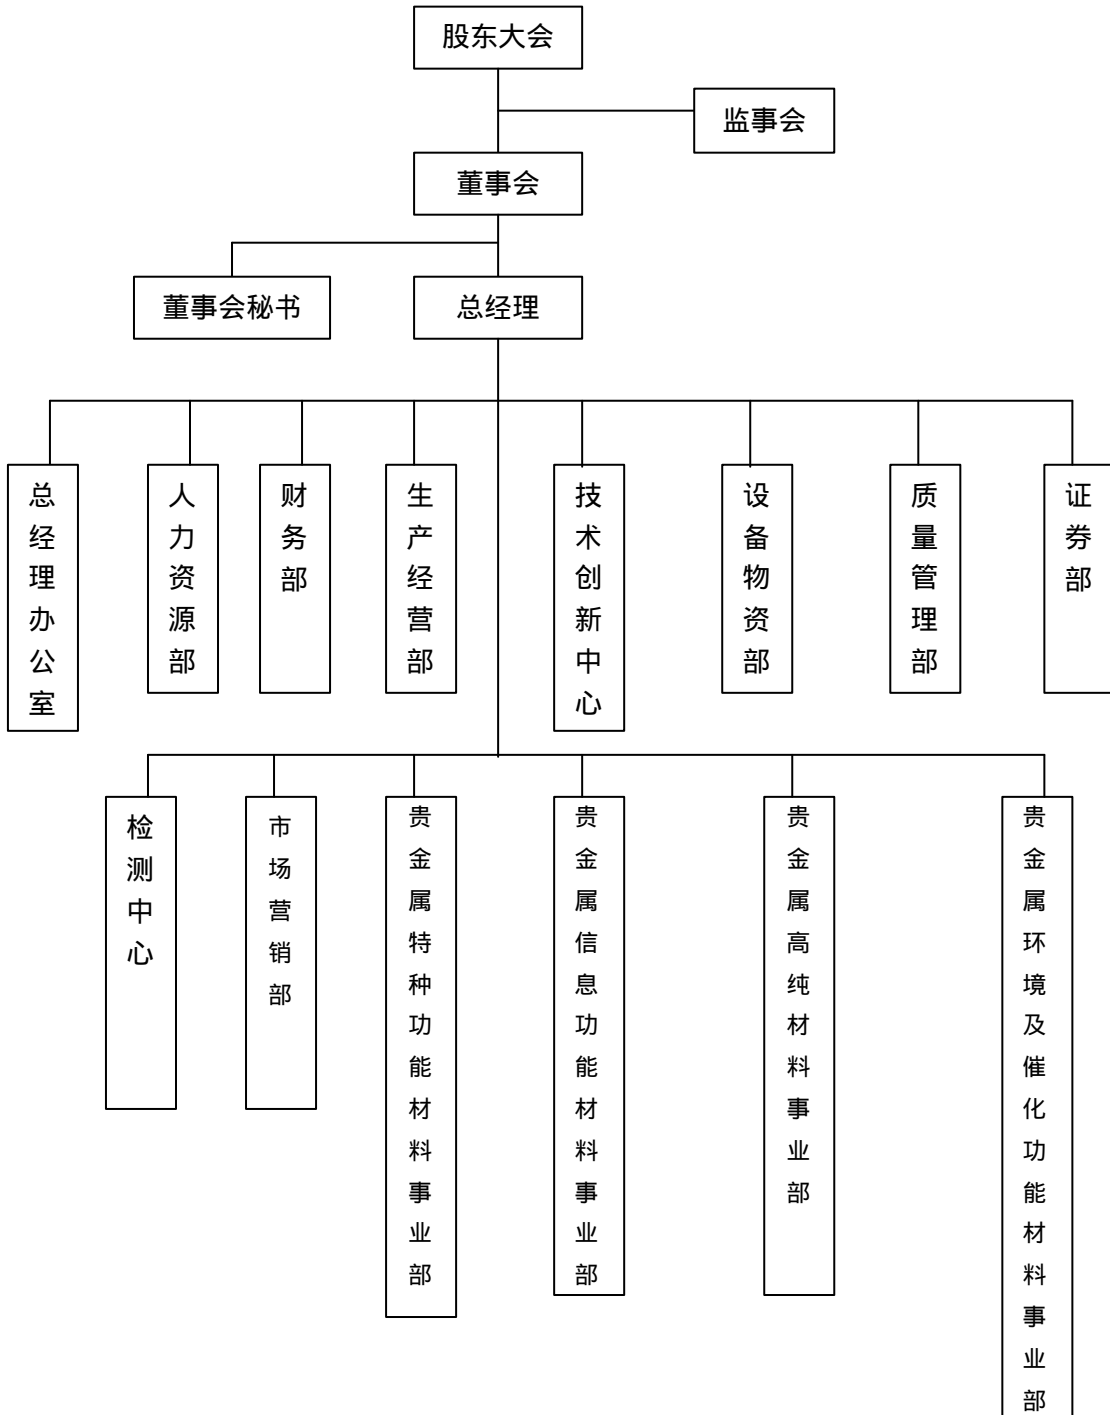 股东大会
监事会
董事会
董事会秘书
总经理
总经理办公室
人力资源部
财务部
生产经营部
技术创新中心
设备物资部
质量管理部
证券部
检测中心
市场营销部
贵金属特种功能材料事业部
贵金属信息功能材料事业部
贵金属高纯材料事业部
贵金属环境及催化功能材料事业部